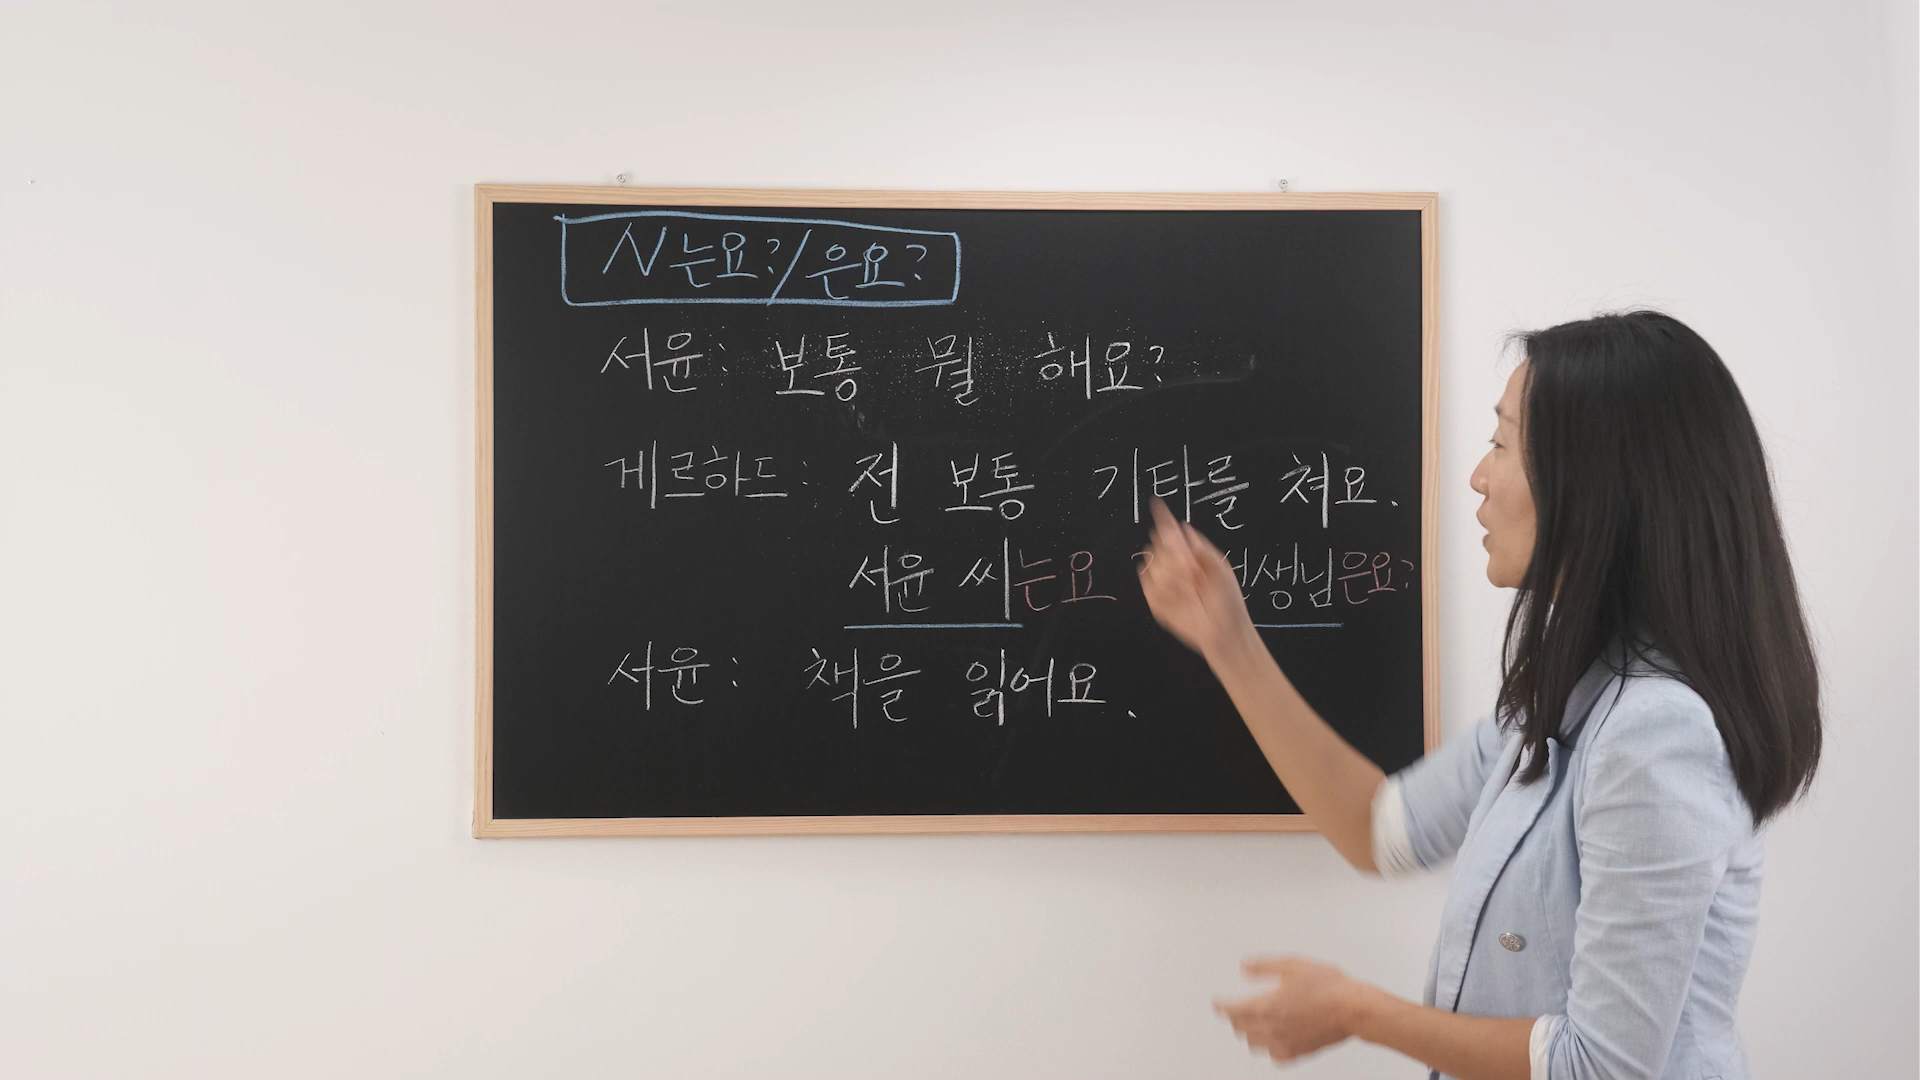 N는요?/은요?
서윤: 보통 뭘 해요?
게르하드: 전 보통 기타를 쳐요.
서윤 씨는요? 선생님은요?
서윤: 책을 읽어요.